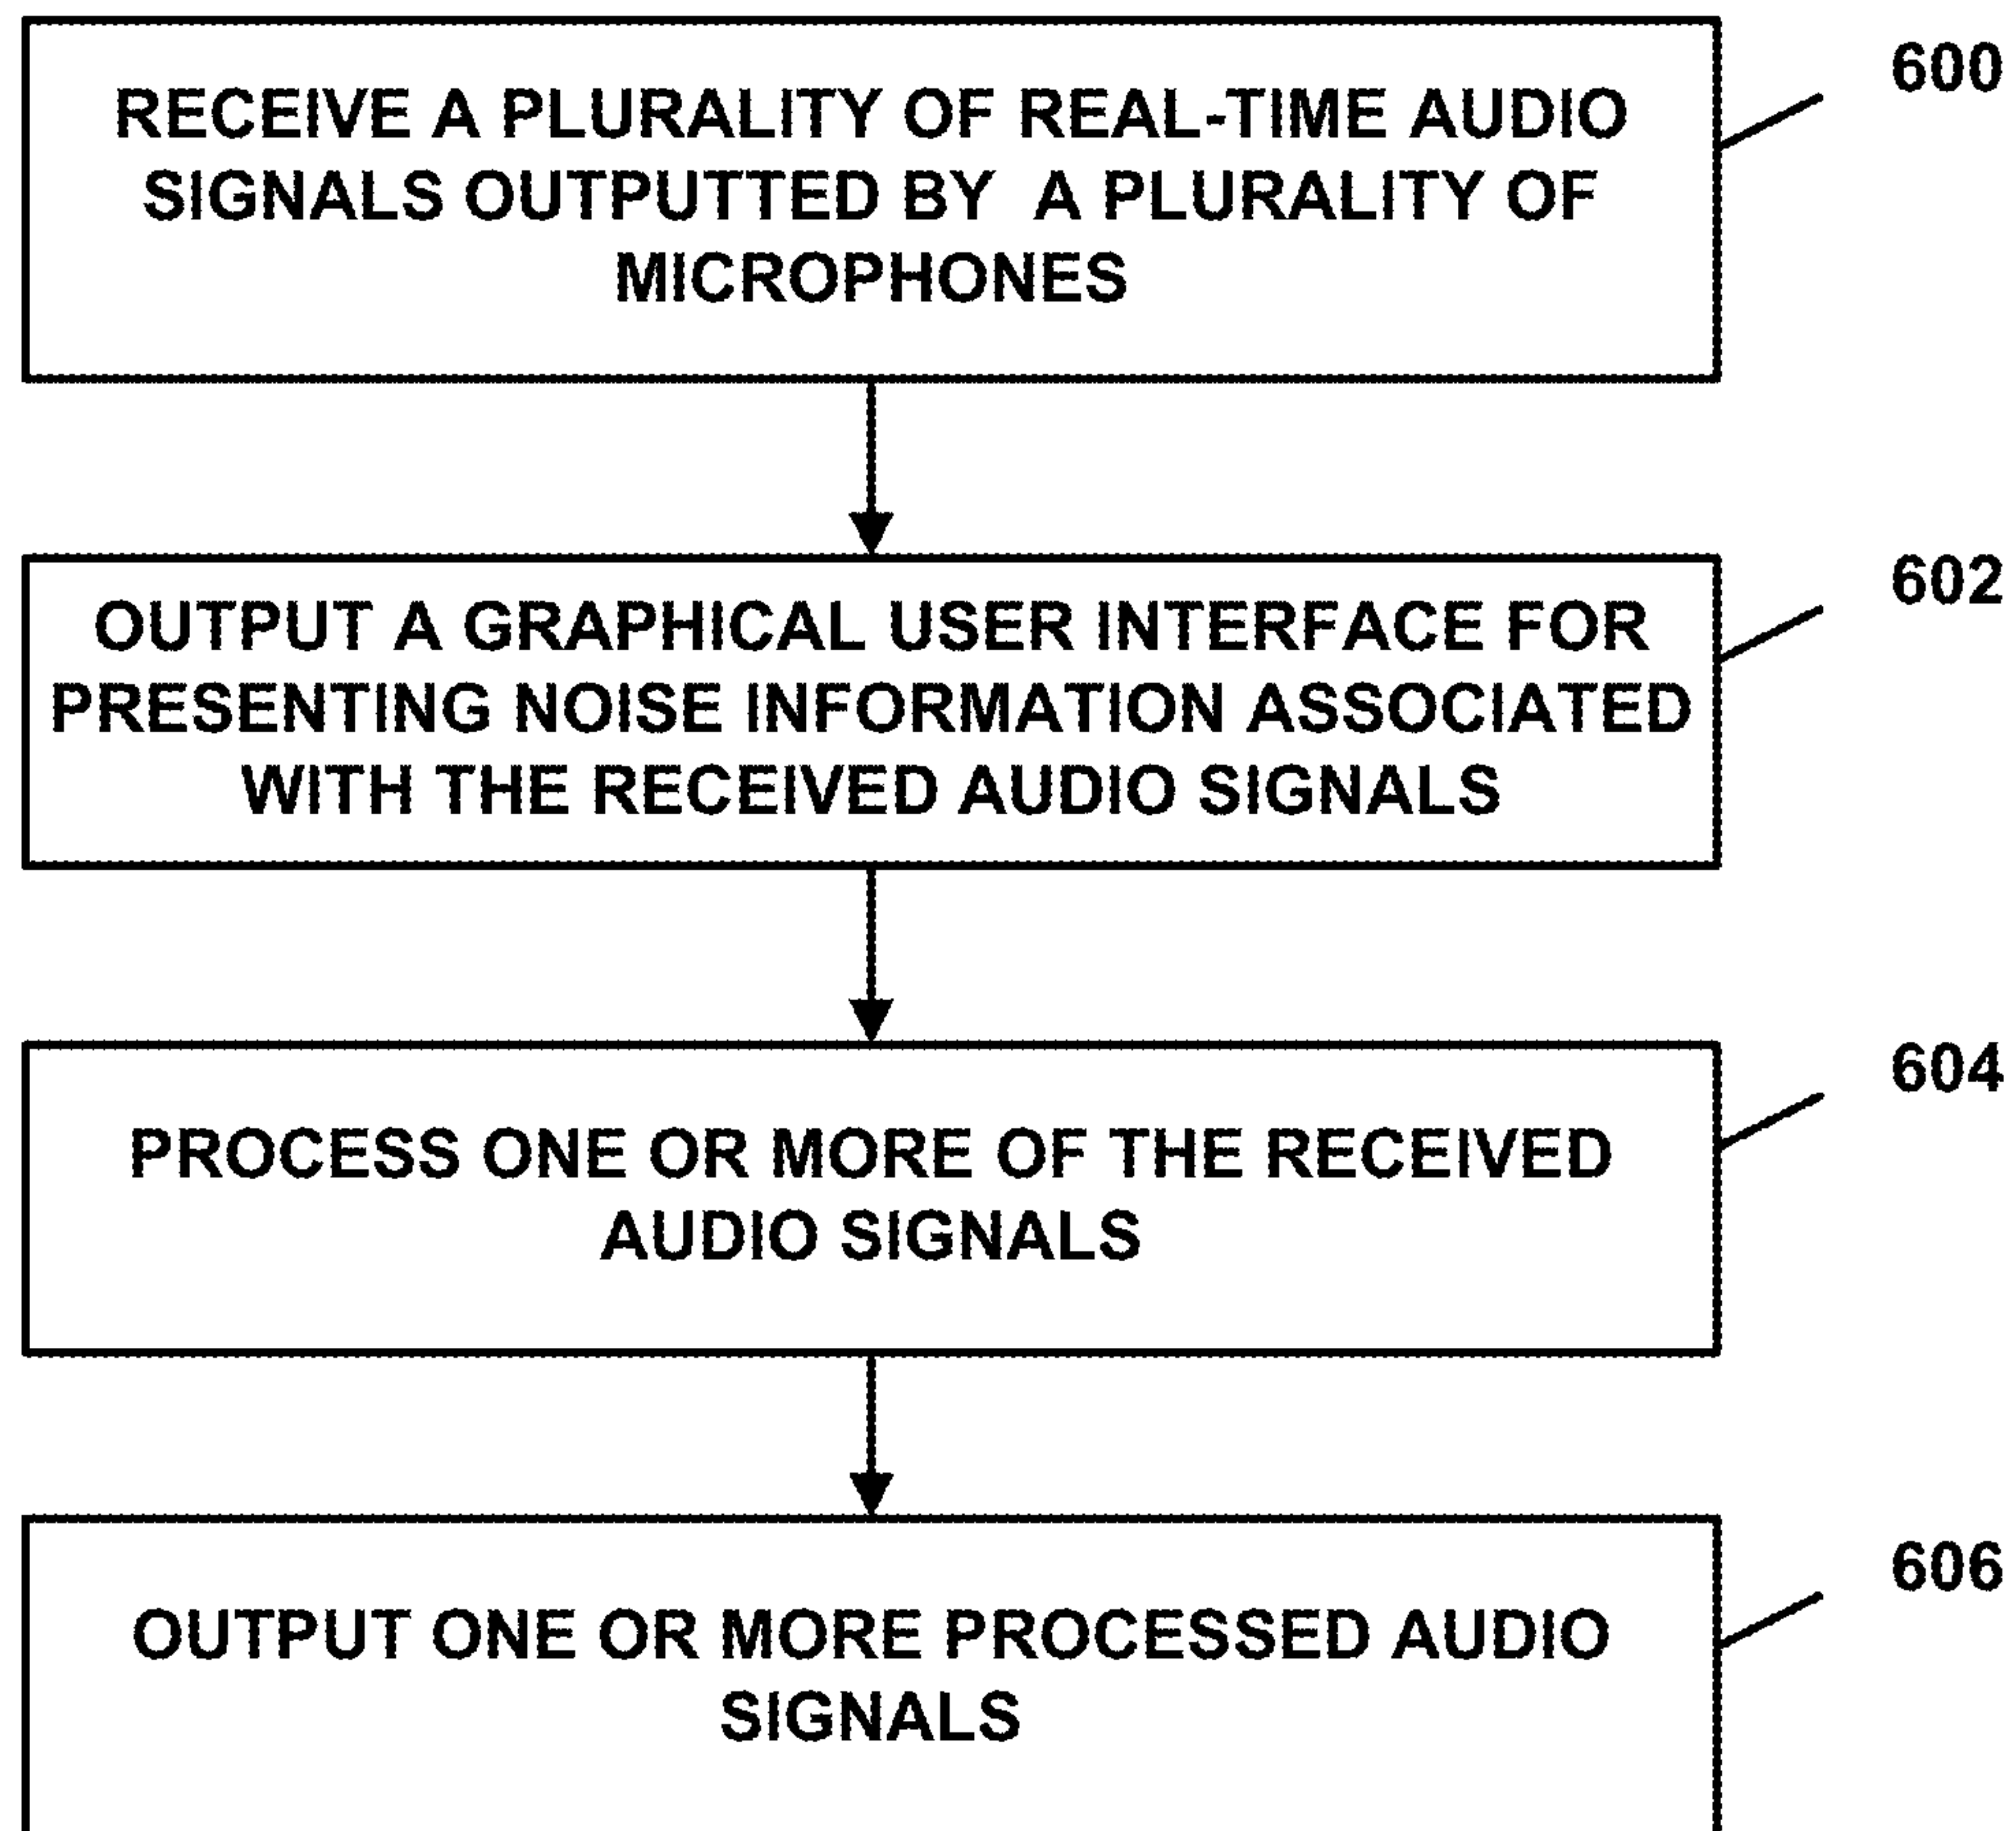 RECEIVE A PLURALITY OF REAL-TIME AUDIO
SIGNALS OUTPUTTED BY A PLURALITY OF
MICROPHONES
600
OUTPUT A GRAPHICAL USER INTERFACE FOR
PRESENTING NOISE INFORMATION ASSOCIATED
WITH THE RECEIVED AUDIO SIGNALS
602
PROCESS ONE OR MORE OF THE RECEIVED
AUDIO SIGNALS
604
OUTPUT ONE OR MORE PROCESSED AUDIO
SIGNALS
606